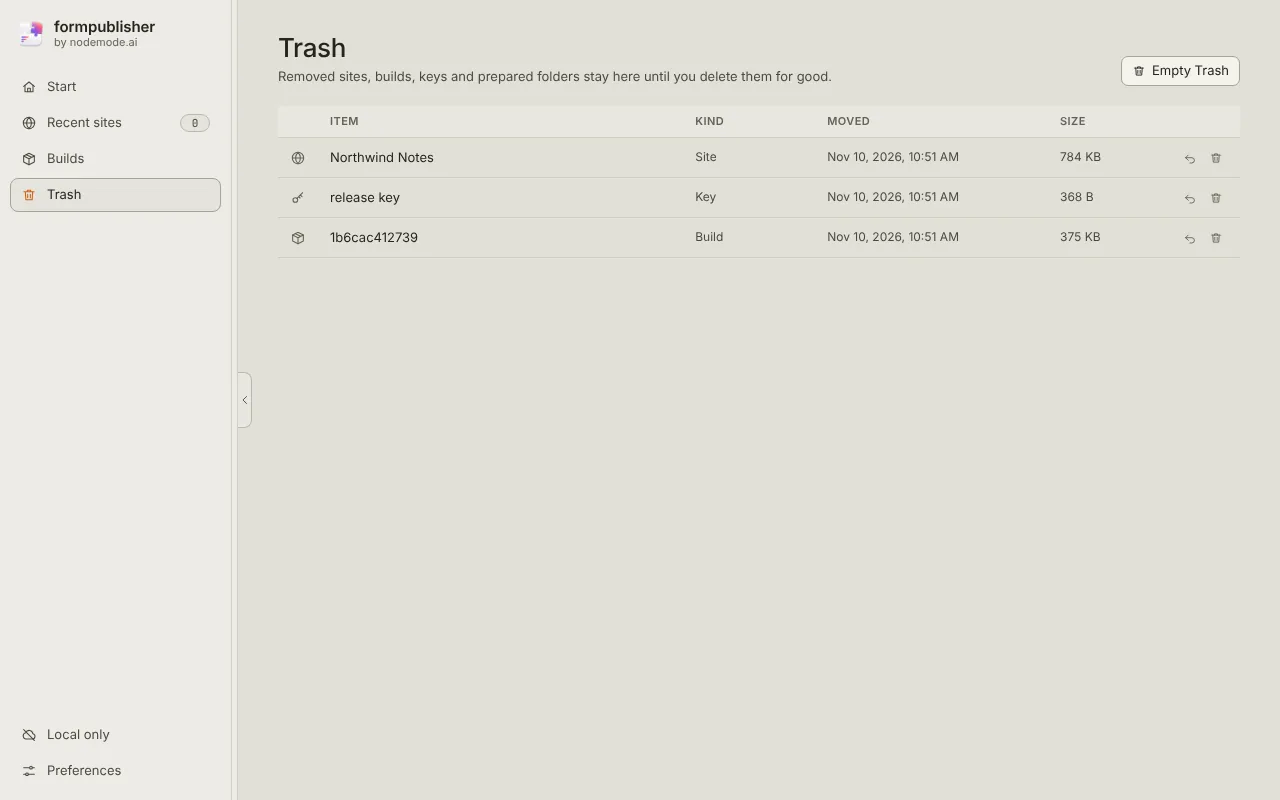 formpublisher
by nodemode.ai
Start
Recent sites 0
Builds
Trash
Local only
Preferences
Trash
Removed sites, builds, keys and prepared folders stay here until you delete them for good.
Empty Trash
ITEM KIND MOVED SIZE
Northwind Notes Site Nov 10, 2026, 10:51 AM 784 KB
release key Key Nov 10, 2026, 10:51 AM 368 B
1b6cac412739 Build Nov 10, 2026, 10:51 AM 375 KB